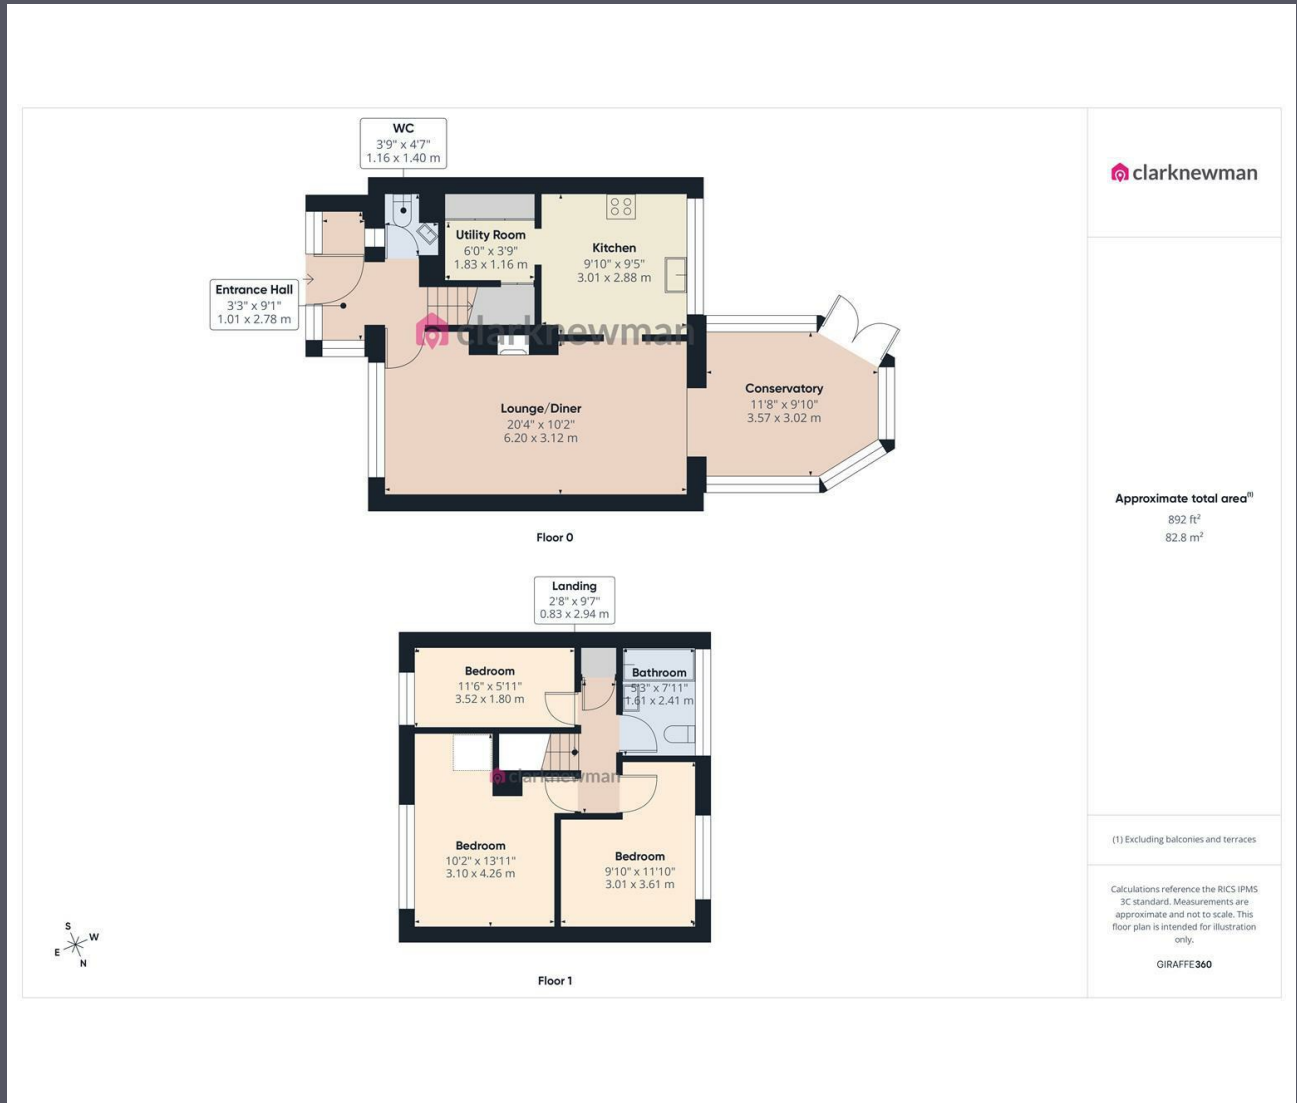 WC
3'9" x 4'7"
1.16 x 1.40 m
Utility Room
6'0" x 3'9"
1.83 x 1.16 m
Kitchen
9'10" x 9'5"
3.01 x 2.88 m
Entrance Hall
3'3" x 9'1"
1.01 x 2.78 m
clarknewman
Lounge/Diner
20'4" x 10'2"
6.20 x 3.12 m
Conservatory
11'8" x 9'10"
3.57 x 3.02 m
Floor 0
Landing
2'8" x 9'7"
0.83 x 2.94 m
Bedroom
11'6" x 5'11"
3.52 x 1.80 m
Bathroom
5'3" x 7'11"
1.61 x 2.41 m
clarknewman
Bedroom
10'2" x 13'11"
3.10 x 4.26 m
Bedroom
9'10" x 11'10"
3.01 x 3.61 m
Floor 1
S
W
E
N
clarknewman
Approximate total area(1)
892 ft²
82.8 m²
(1) Excluding balconies and terraces
Calculations reference the RICS IPMS
3C standard. Measurements are
approximate and not to scale. This
floor plan is intended for illustration
only.
GIRAFFE360